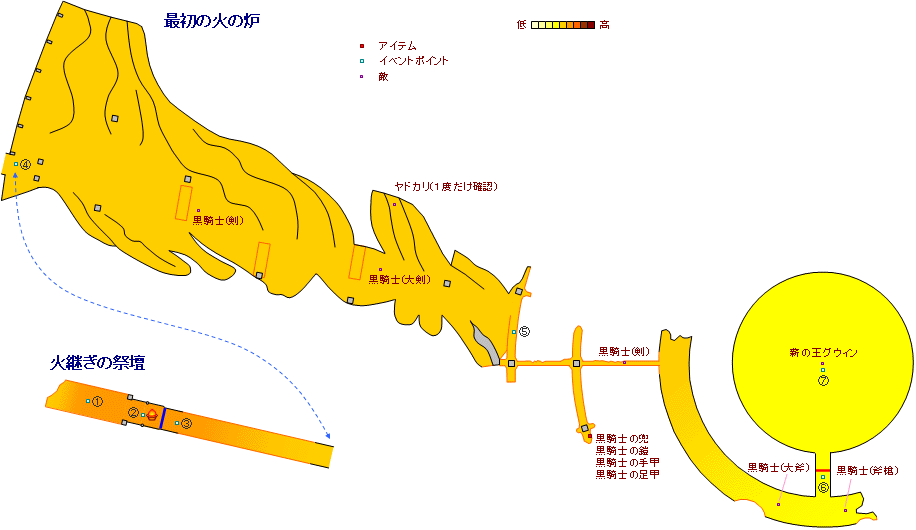 最初の火の炉
低 高
アイテム
イベントポイント
敵
④
ヤドカリ(1度だけ確認)
黒騎士(剣)
黒騎士(大剣)
⑤
黒騎士(剣)
薪の王グウィン
⑦
火継ぎの祭壇
①
②
③
黒騎士の兜
黒騎士の鎧
黒騎士の手甲
黒騎士の足甲
黒騎士(大斧)
黒騎士(斧槍)
⑥